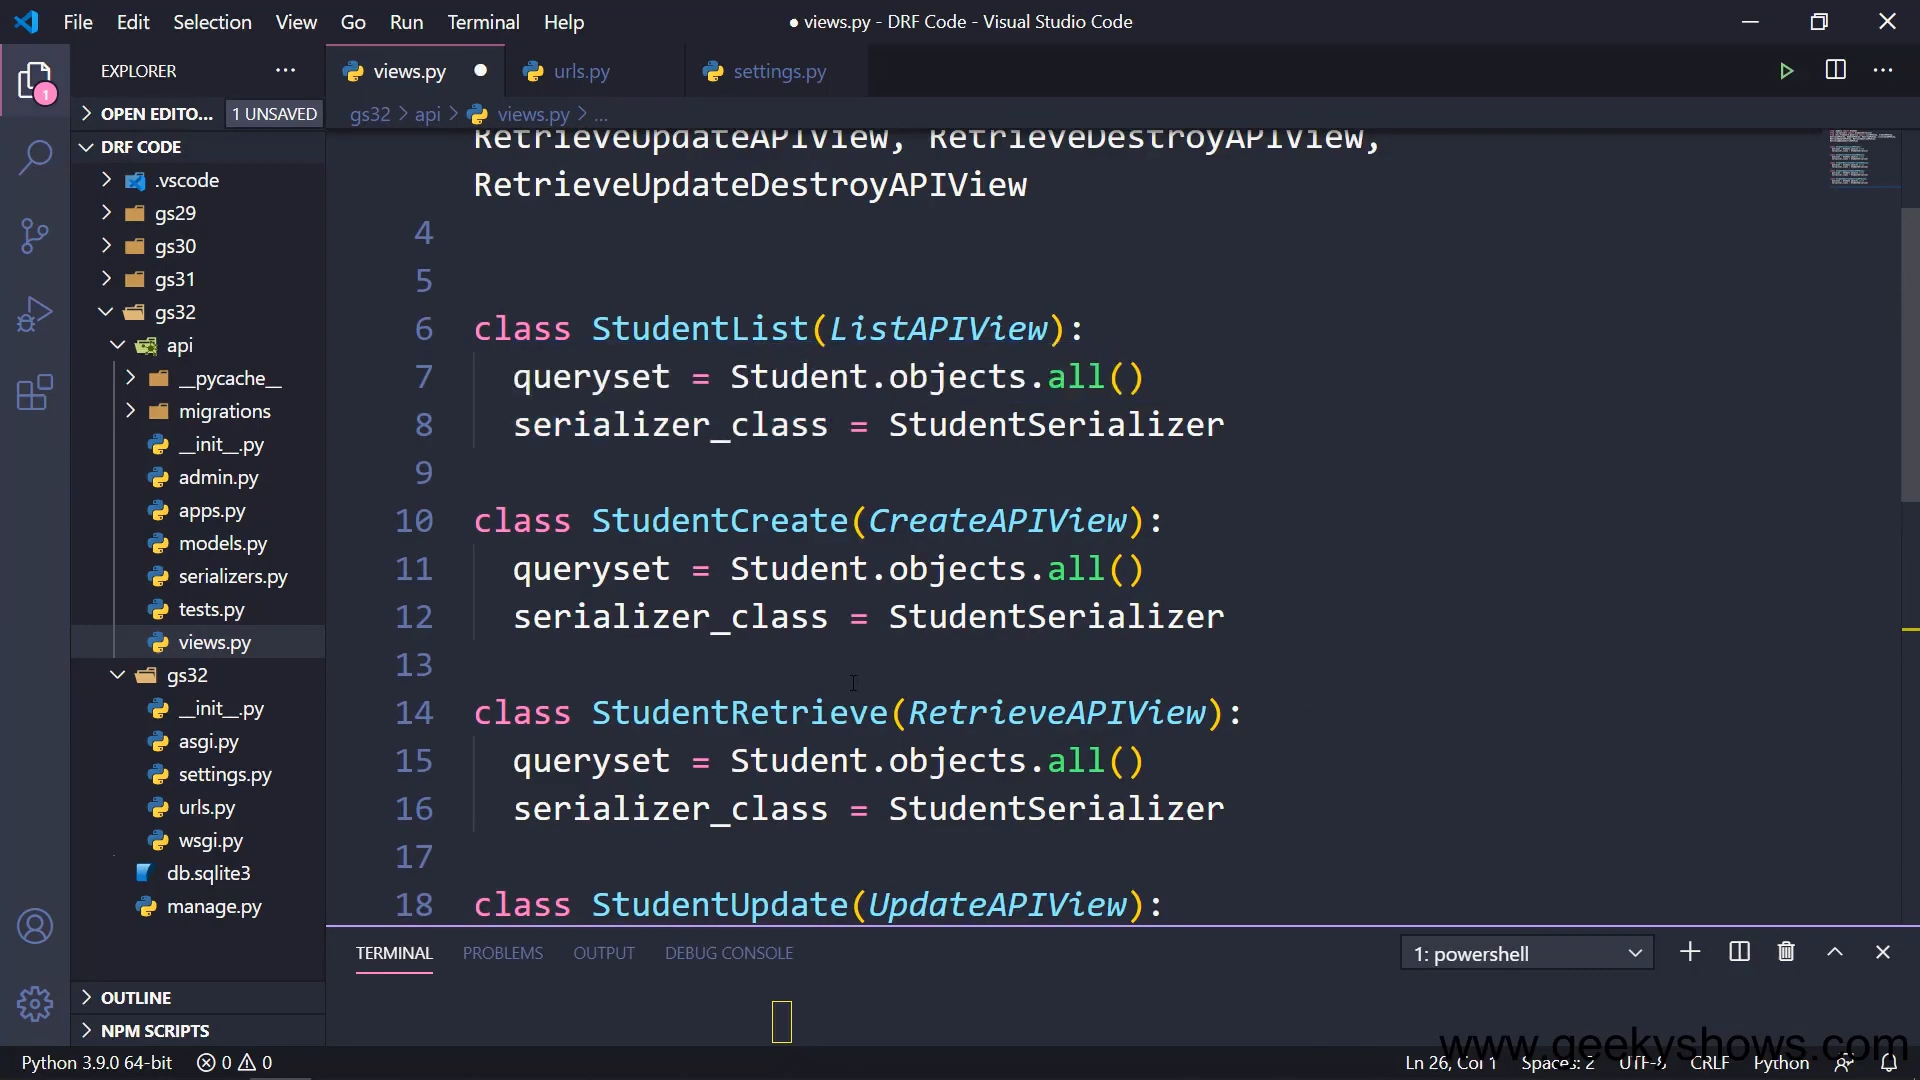 File Edit Selection View Go Run Terminal Help
● views.py - DRF Code - Visual Studio Code
EXPLORER
views.py
urls.py
settings.py
1
OPEN EDITO... 1 UNSAVED
gs32 > api > views.py > ...
DRF CODE
.vscode
gs29
gs30
gs31
gs32
api
__pycache__
migrations
__init__.py
admin.py
apps.py
models.py
serializers.py
tests.py
views.py
gs32
__init__.py
asgi.py
settings.py
urls.py
wsgi.py
db.sqlite3
manage.py
OUTLINE
NPM SCRIPTS
RetrieveUpdateAPIView, RetrieveDestroyAPIView,
RetrieveUpdateDestroyAPIView
4
5
6 class StudentList(ListAPIView):
7 queryset = Student.objects.all()
8 serializer_class = StudentSerializer
9
10 class StudentCreate(CreateAPIView):
11 queryset = Student.objects.all()
12 serializer_class = StudentSerializer
13
14 class StudentRetrieve(RetrieveAPIView):
15 queryset = Student.objects.all()
16 serializer_class = StudentSerializer
17
18 class StudentUpdate(UpdateAPIView):
TERMINAL PROBLEMS OUTPUT DEBUG CONSOLE
1: powershell
www.geekyshows.com
Python 3.9.0 64-bit 0 0
Ln 26, Col 1 Spaces: 2 UTF-8 CRLF Python